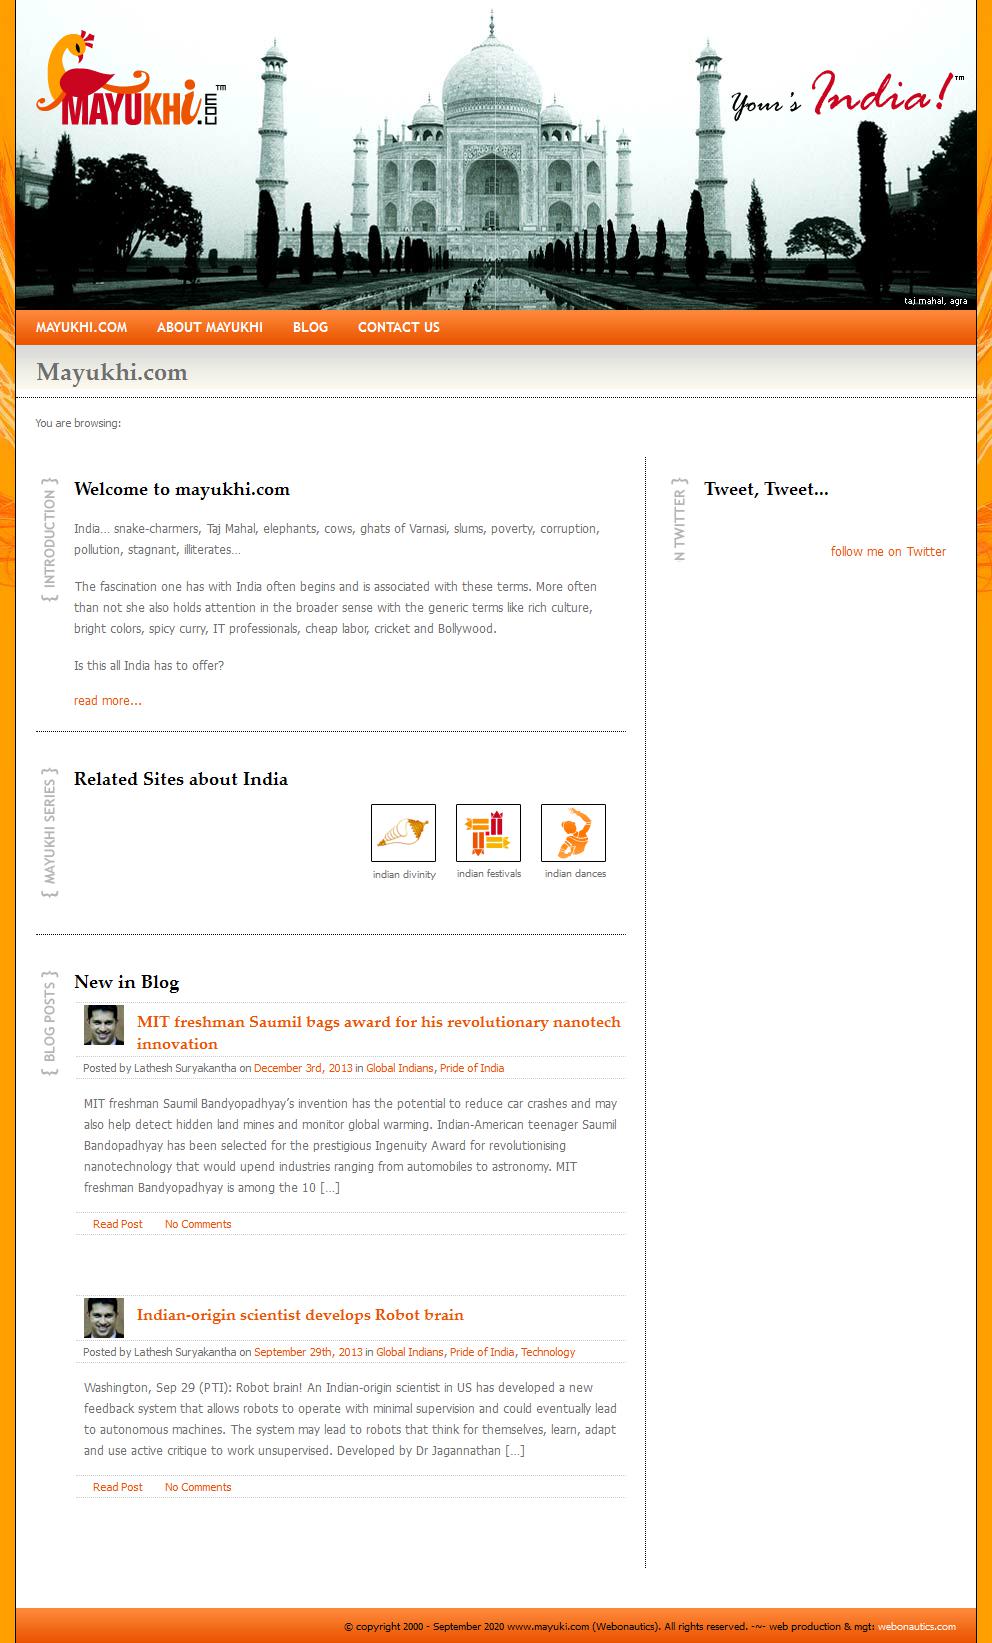 MAYUKHI.com™
Your's India!™
taj mahal, agra
MAYUKHI.COM ABOUT MAYUKHI BLOG CONTACT US
Mayukhi.com
You are browsing:
{ INTRODUCTION }
Welcome to mayukhi.com
India… snake-charmers, Taj Mahal, elephants, cows, ghats of Varnasi, slums, poverty, corruption,
pollution, stagnant, illiterates…
The fascination one has with India often begins and is associated with these terms. More often
than not she also holds attention in the broader sense with the generic terms like rich culture,
bright colors, spicy curry, IT professionals, cheap labor, cricket and Bollywood.
Is this all India has to offer?
read more...
{ MAYUKHI SERIES }
Related Sites about India
indian divinity indian festivals indian dances
{ BLOG POSTS }
New in Blog
MIT freshman Saumil bags award for his revolutionary nanotech
innovation
Posted by Lathesh Suryakantha on December 3rd, 2013 in Global Indians, Pride of India
MIT freshman Saumil Bandyopadhyay’s invention has the potential to reduce car crashes and may
also help detect hidden land mines and monitor global warming. Indian-American teenager Saumil
Bandopadhyay has been selected for the prestigious Ingenuity Award for revolutionising
nanotechnology that would upend industries ranging from automobiles to astronomy. MIT
freshman Bandyopadhyay is among the 10 […]
Read Post No Comments
Indian-origin scientist develops Robot brain
Posted by Lathesh Suryakantha on September 29th, 2013 in Global Indians, Pride of India, Technology
Washington, Sep 29 (PTI): Robot brain! An Indian-origin scientist in US has developed a new
feedback system that allows robots to operate with minimal supervision and could eventually lead
to autonomous machines. The system may lead to robots that think for themselves, learn, adapt
and use active critique to work unsupervised. Developed by Dr Jagannathan […]
Read Post No Comments
N TWITTER }
Tweet, Tweet...
follow me on Twitter
© copyright 2000 - September 2020 www.mayuki.com (Webonautics). All rights reserved. -~- web production & mgt: webonautics.com